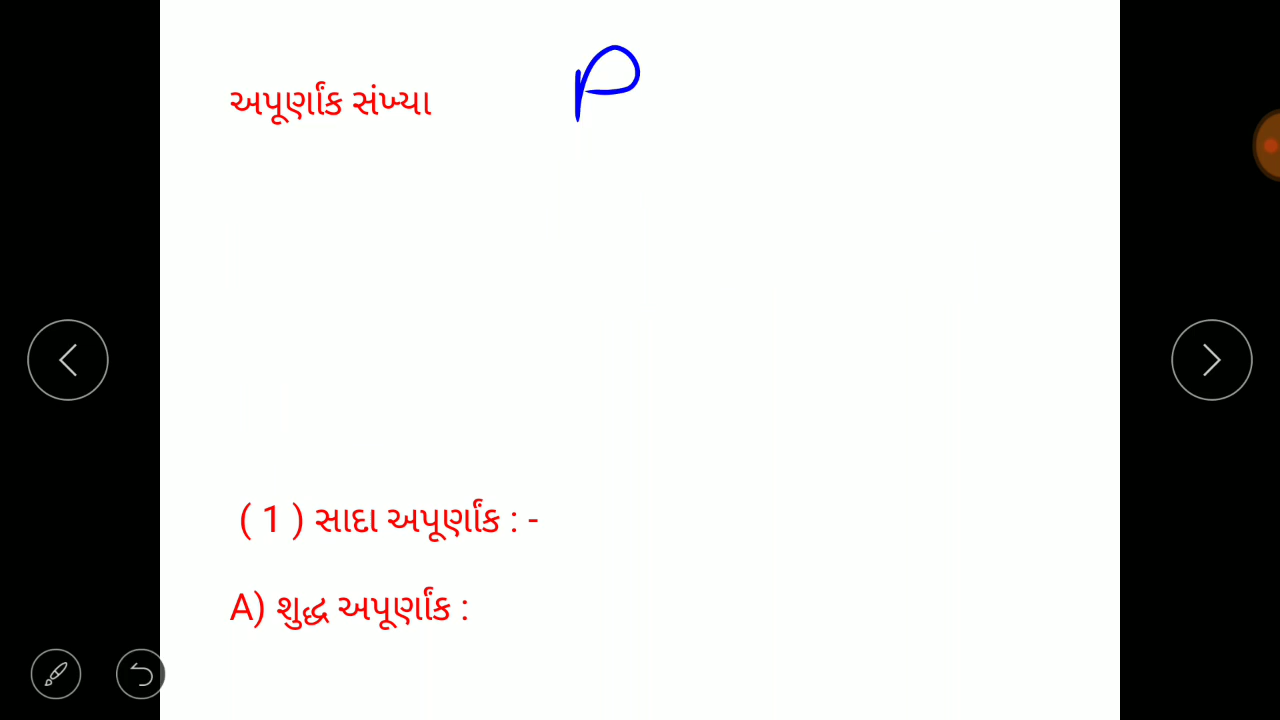 અપૂર્ણાંક સંખ્યા P
( 1 ) સાદા અપૂર્ણાંક : -
A) શુદ્ધ અપૂર્ણાંક :